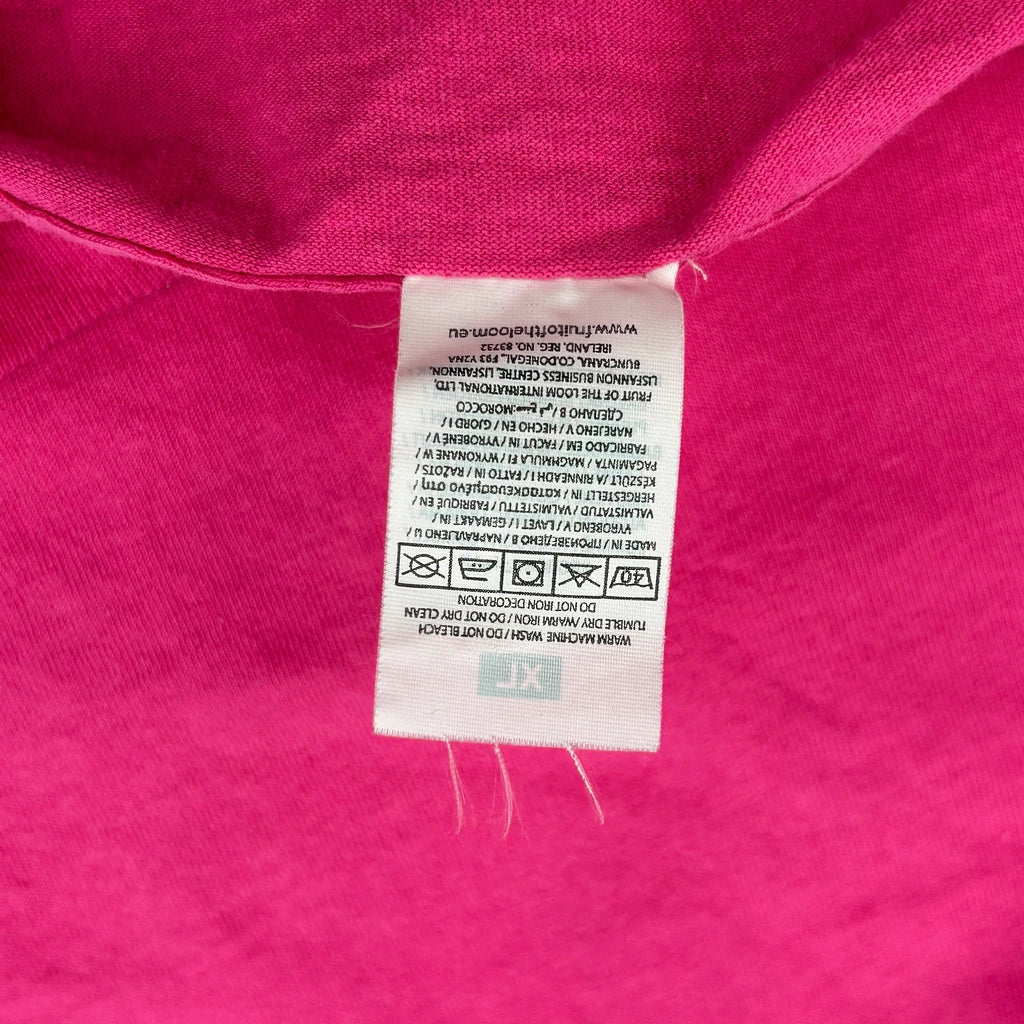 XL
WARM MACHINE WASH / DO NOT BLEACH
TUMBLE DRY /WARM IRON / DO NOT DRY CLEAN
DO NOT IRON DECORATION
40
MADE IN / ПРОИЗВЕДЕНО В / NAPRAVLJENO U /
VYROBENO V / LAVET I / GEMAAKT IN /
VALMISTATUD / VALMISTETTU / FABRIQUÉ EN /
HERGESTELLT IN / κατασκευασμένο στη /
KÉSZÜLT /A RINNEADH I / FATTO IN / RAŽOTS /
PAGAMINTA / MAGHMULA FI / WYKONANE W /
FABRICADO EM / FACUT IN / VYROBENÉ V /
NAREJENO V / HECHO EN / GJORD I /
СДЕЛАНО В / :MOROCCO
FRUIT OF THE LOOM INTERNATIONAL LTD,
LISFANNON BUSINESS CENTRE, LISFANNON,
BUNCRANA, CO.DONEGAL, F93 Y2NA
IRELAND. REG. NO. 83732
www.fruitoftheloom.eu